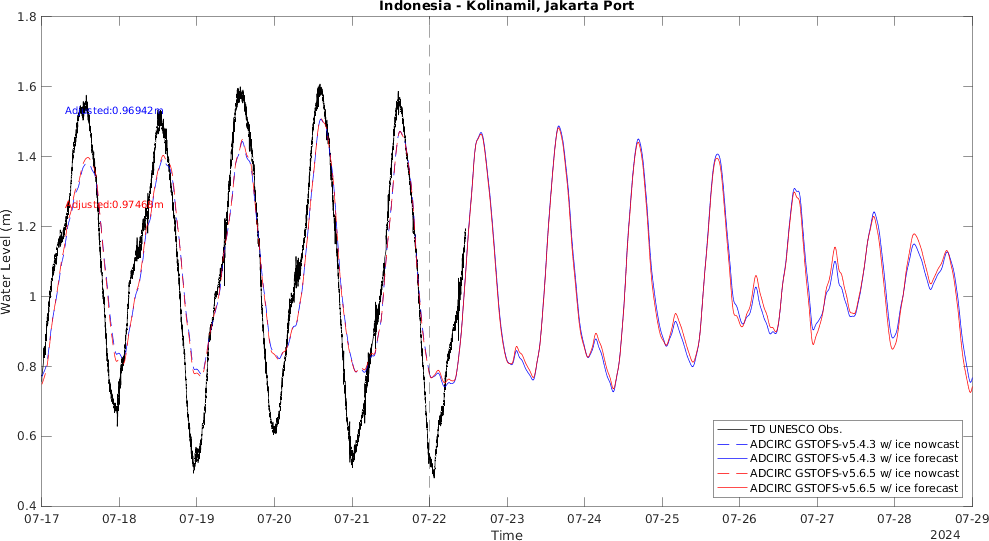 Indonesia - Kolinamil, Jakarta Port
Water Level (m)
1.8
1.6
1.4
1.2
1
0.8
0.6
0.4
Adjusted:0.96942m
TD UNESCO Obs.
ADCIRC GSTOFS-v5.4.3 w/ ice nowcast
ADCIRC GSTOFS-v5.4.3 w/ ice forecast
ADCIRC GSTOFS-v5.6.5 w/ ice nowcast
ADCIRC GSTOFS-v5.6.5 w/ ice forecast
07-17 07-18 07-19 07-20 07-21 07-22 07-23 07-24 07-25 07-26 07-27 07-28 07-29
Time
2024